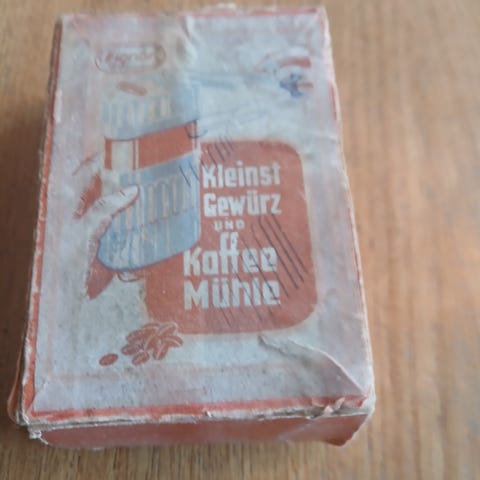 Kleinst
Gewürz
UND
Kaffee
Mühle